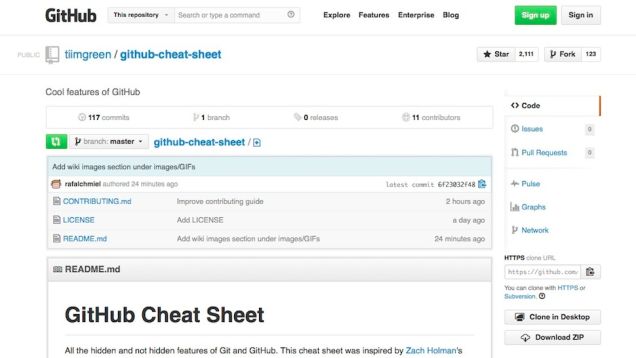 GitHub This repository Search or type a command Explore Features Enterprise Blog Sign up Sign in
PUBLIC tiimgreen / github-cheat-sheet Star 2,111 Fork 123
Cool features of GitHub
117 commits 1 branch 0 releases 11 contributors
branch: master github-cheat-sheet /
Add wiki images section under images/GIFs
rafalchmiel authored 24 minutes ago latest commit 6f23032f48
CONTRIBUTING.md Improve contributing guide 2 hours ago
LICENSE Add LICENSE a day ago
README.md Add wiki images section under images/GIFs 24 minutes ago
README.md
GitHub Cheat Sheet
All the hidden and not hidden features of Git and GitHub. This cheat sheet was inspired by Zach Holman's
Code
Issues 0
Pull Requests 0
Pulse
Graphs
Network
HTTPS clone URL
https://github.com/
You can clone with HTTPS or
Subversion.
Clone in Desktop
Download ZIP